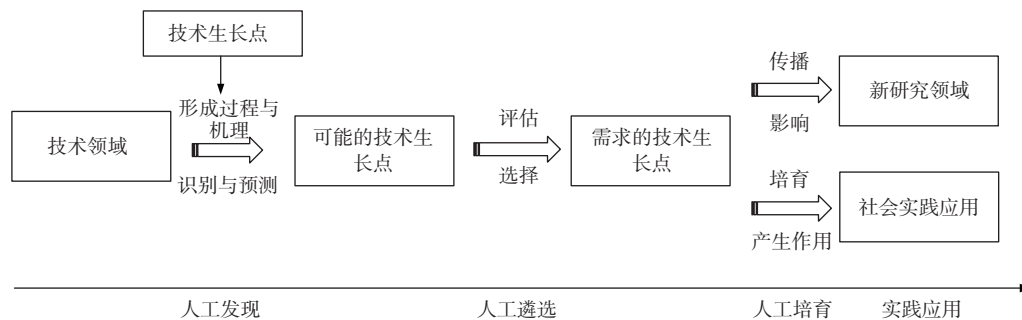 技术生长点
形成过程与
机理
技术领域
识别与预测
可能的技术生
长点
评估
选择
需求的技术生
长点
传播
影响
新研究领域
培育
产生作用
社会实践应用
人工发现
人工遴选
人工培育
实践应用